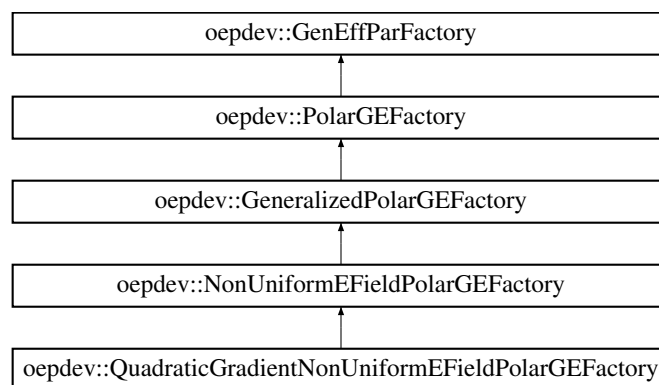 oepdev::GenEffParFactory
oepdev::PolarGEFactory
oepdev::GeneralizedPolarGEFactory
oepdev::NonUniformEFieldPolarGEFactory
oepdev::QuadraticGradientNonUniformEFieldPolarGEFactory